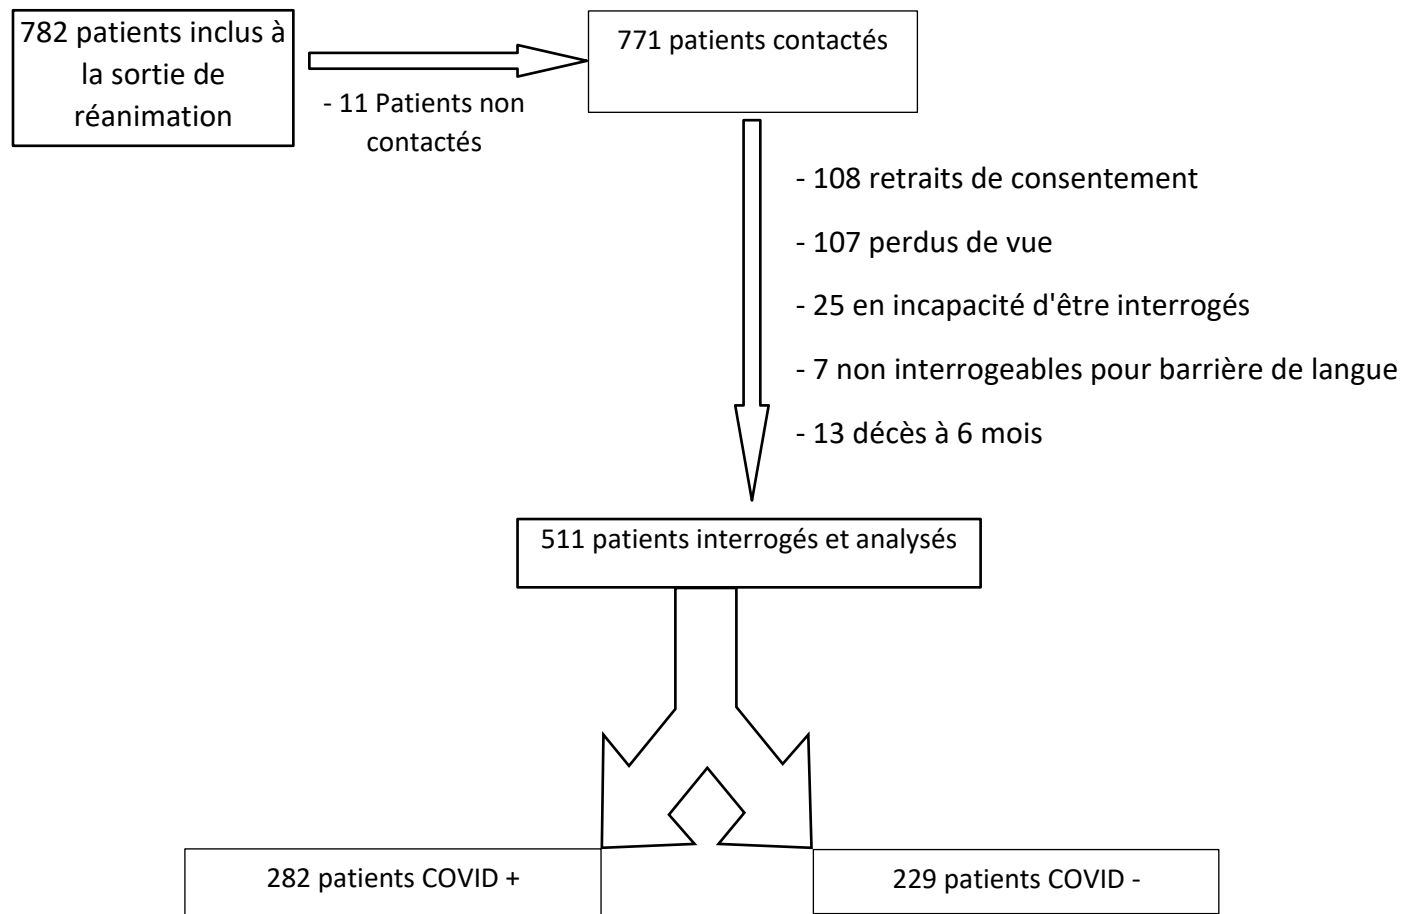 782 patients inclus à
la sortie de
réanimation
- 11 Patients non
contactés
771 patients contactés
- 108 retraits de consentement
- 107 perdus de vue
- 25 en incapacité d'être interrogés
- 7 non interrogeables pour barrière de langue
- 13 décès à 6 mois
511 patients interrogés et analysés
282 patients COVID +
229 patients COVID -